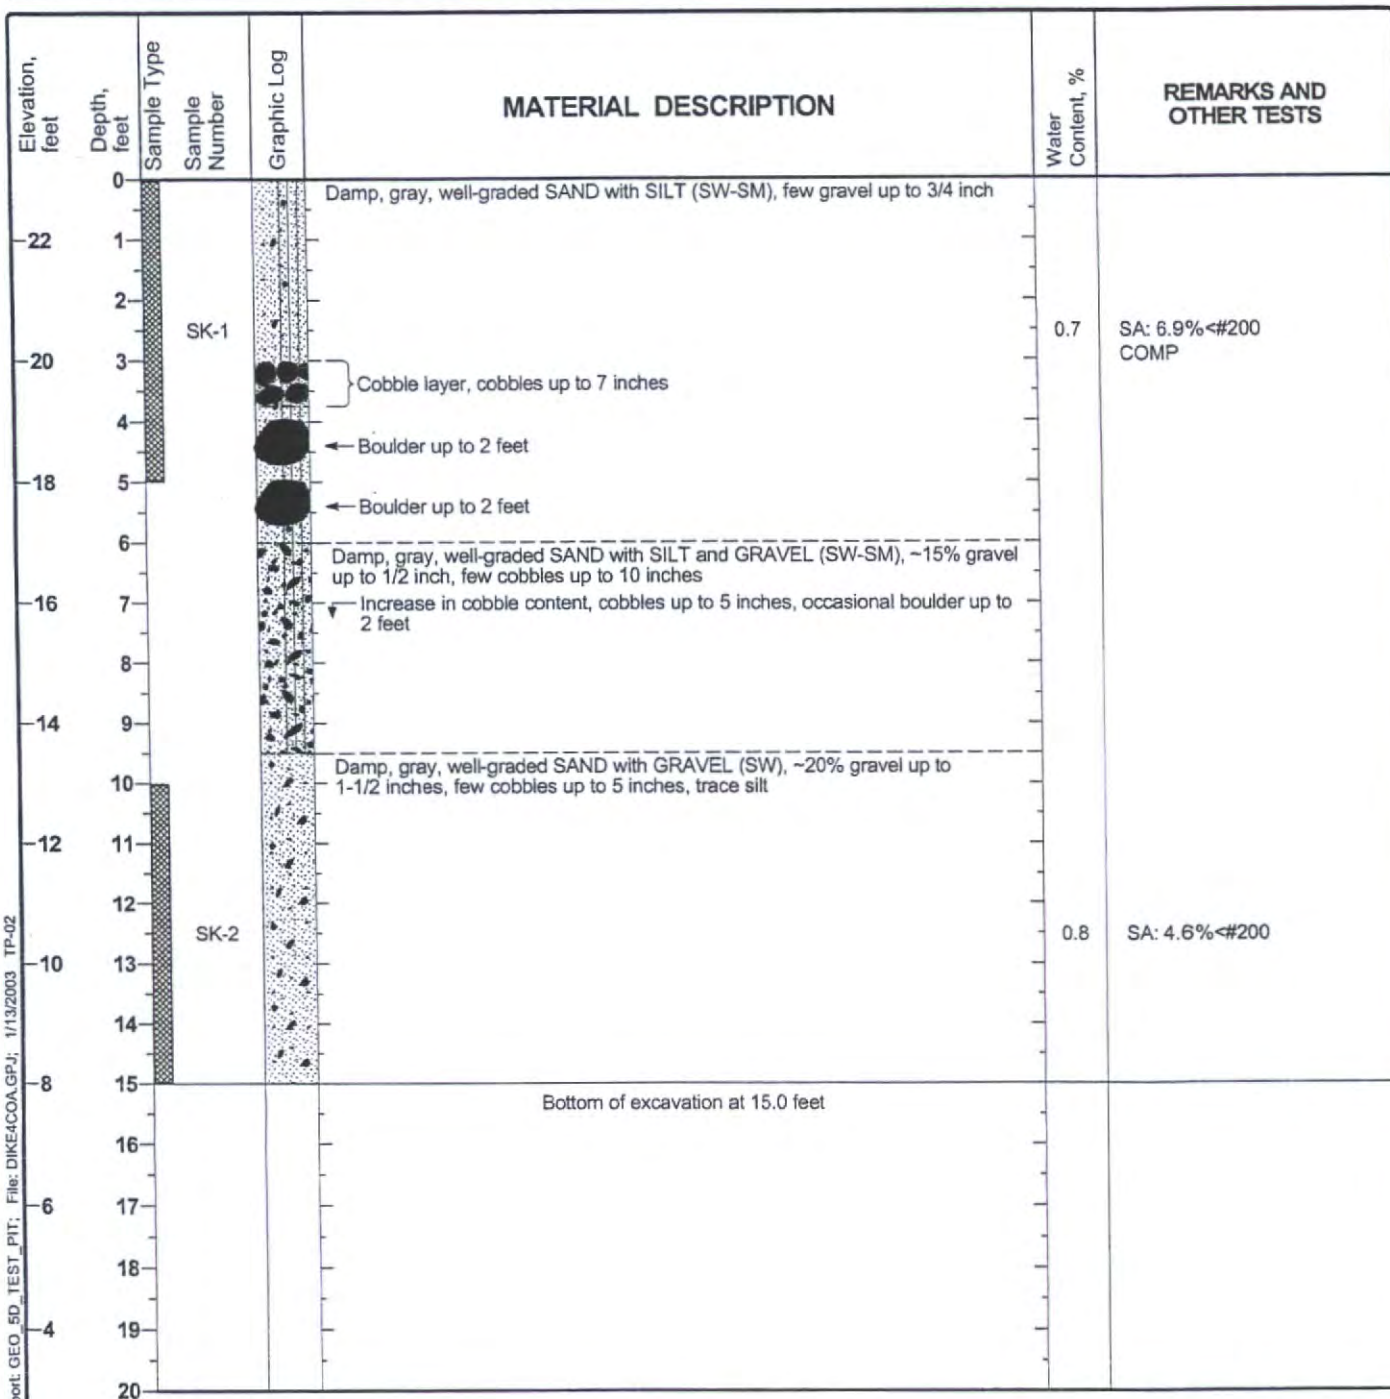 Elevation, feet
Depth, feet
Sample Type
Sample Number
Graphic Log
MATERIAL DESCRIPTION
Water Content, %
REMARKS AND
OTHER TESTS
0
Damp, gray, well-graded SAND with SILT (SW-SM), few gravel up to 3/4 inch
22
1
2
SK-1
0.7
SA: 6.9%<#200
COMP
20
3
Cobble layer, cobbles up to 7 inches
4
Boulder up to 2 feet
18
5
Boulder up to 2 feet
6
Damp, gray, well-graded SAND with SILT and GRAVEL (SW-SM), ~15% gravel
up to 1/2 inch, few cobbles up to 10 inches
16
7
Increase in cobble content, cobbles up to 5 inches, occasional boulder up to
2 feet
8
14
9
Damp, gray, well-graded SAND with GRAVEL (SW), ~20% gravel up to
1-1/2 inches, few cobbles up to 5 inches, trace silt
10
12
11
12
SK-2
0.8
SA: 4.6%<#200
10
13
14
8
15
Bottom of excavation at 15.0 feet
16
6
17
18
4
19
20
port: GEO_5D_TEST_PIT; File: DIKE4COA.GPJ; 1/13/2003 TP-02